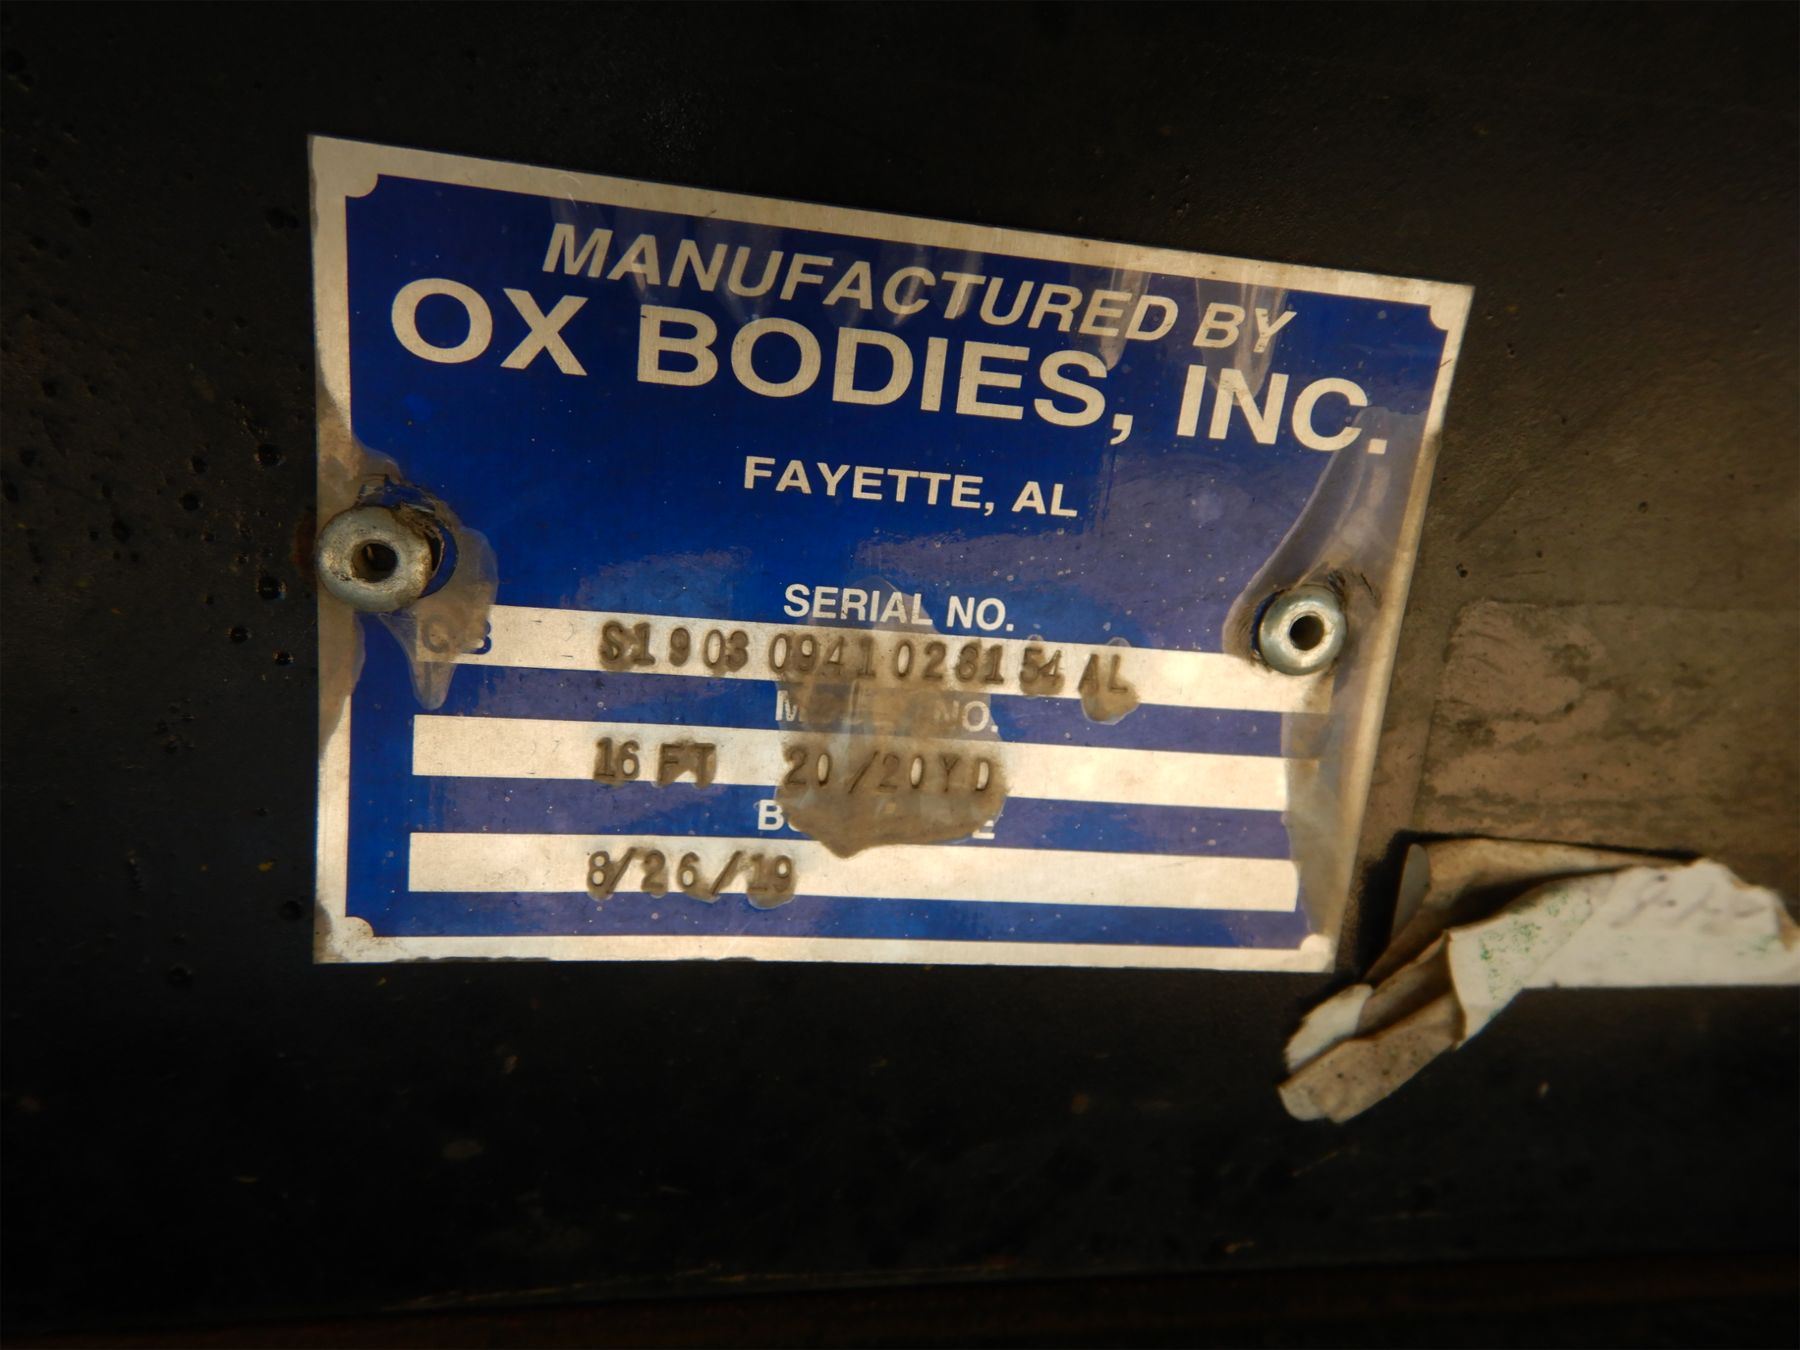 MANUFACTURED BY
OX BODIES, INC.
FAYETTE, AL
SERIAL NO.
S1903 0941028154 AL
NO.
16 FT 20/20YD
8/26/19